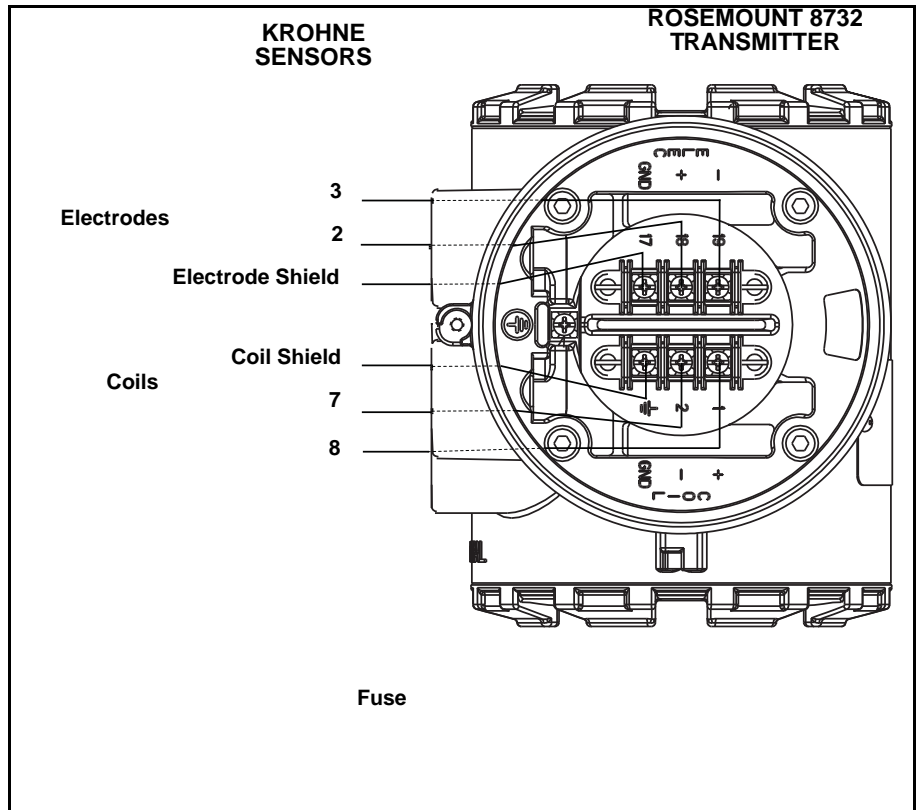 KROHNE
SENSORS
ROSEMOUNT 8732
TRANSMITTER
ELEC
GND + -
3
Electrodes
2
17 18 19
Electrode Shield
Coil Shield
Coils
7
2 1
8
GND - +
COIL
Fuse